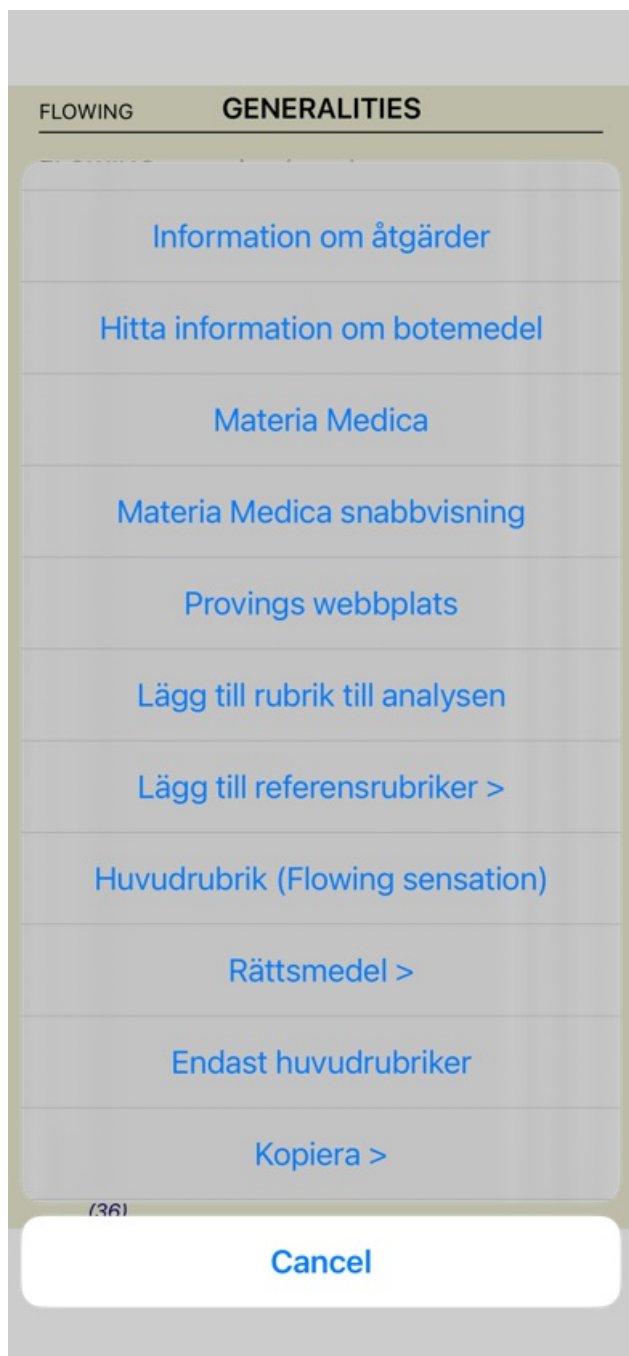 FLOWING GENERALITIES
Information om åtgärder
Hitta information om botemedel
Materia Medica
Materia Medica snabbvisning
Provings webbplats
Lägg till rubrik till analysen
Lägg till referensrubriker >
Huvudrubrik (Flowing sensation)
Rättsmedel >
Endast huvudrubriker
Kopiera >
(36)
Cancel